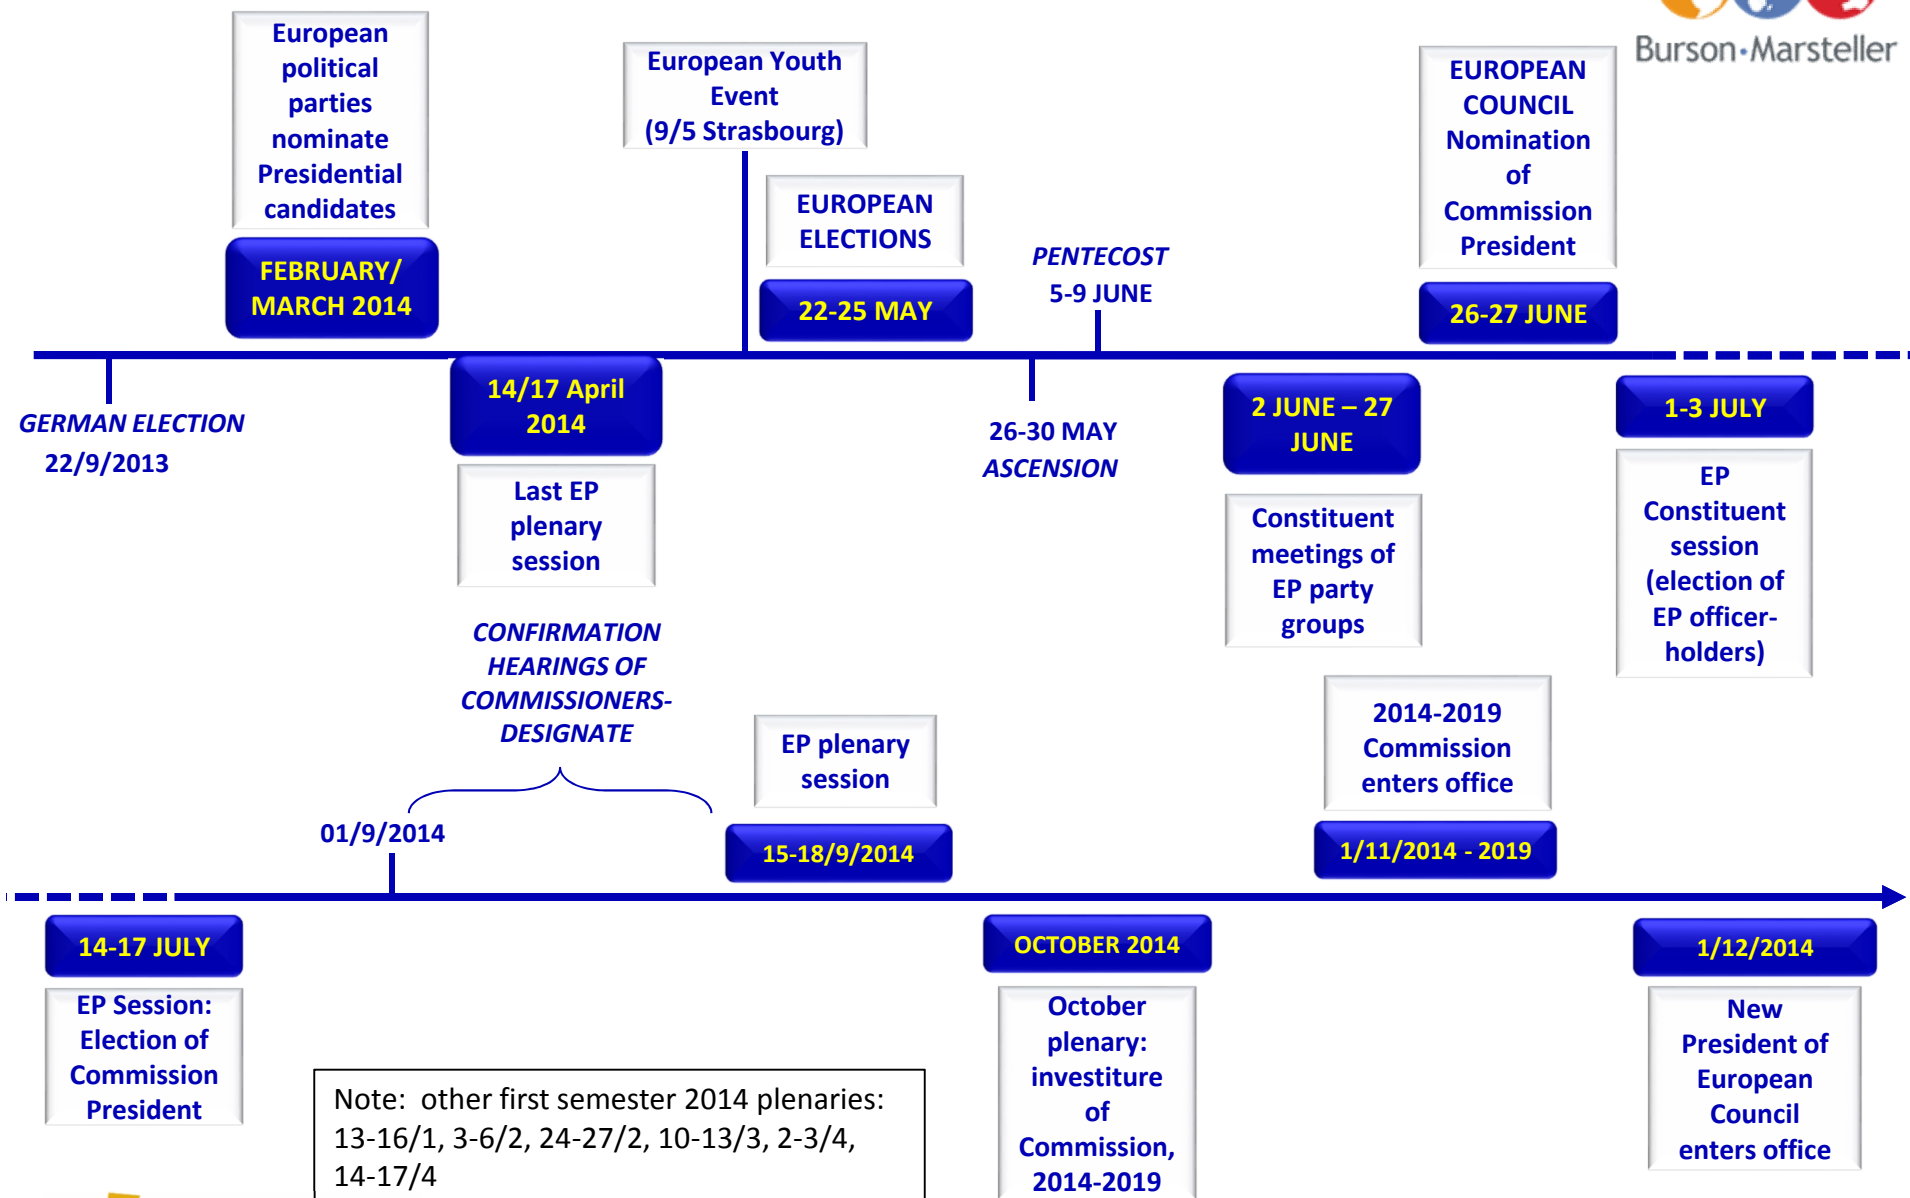 Burson•Marsteller
European
political
parties
nominate
Presidential
candidates
FEBRUARY/
MARCH 2014
European Youth
Event
(9/5 Strasbourg)
EUROPEAN
ELECTIONS
22-25 MAY
PENTECOST
5-9 JUNE
EUROPEAN
COUNCIL
Nomination
of
Commission
President
26-27 JUNE
GERMAN ELECTION
22/9/2013
14/17 April
2014
Last EP
plenary
session
26-30 MAY
ASCENSION
2 JUNE – 27
JUNE
Constituent
meetings of
EP party
groups
1-3 JULY
EP
Constituent
session
(election of
EP officer-
holders)
CONFIRMATION
HEARINGS OF
COMMISSIONERS-
DESIGNATE
01/9/2014
EP plenary
session
15-18/9/2014
2014-2019
Commission
enters office
1/11/2014 - 2019
14-17 JULY
EP Session:
Election of
Commission
President
Note:  other first semester 2014 plenaries:
13-16/1, 3-6/2, 24-27/2, 10-13/3, 2-3/4,
14-17/4
OCTOBER 2014
October
plenary:
investiture
of
Commission,
2014-2019
1/12/2014
New
President of
European
Council
enters office